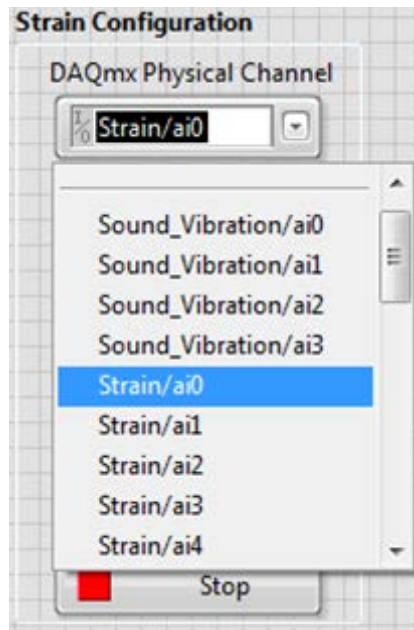 Strain Configuration
DAQmx Physical Channel
I/O Strain/ai0
Sound_Vibration/ai0
Sound_Vibration/ai1
Sound_Vibration/ai2
Sound_Vibration/ai3
Strain/ai0
Strain/ai1
Strain/ai2
Strain/ai3
Strain/ai4
Stop